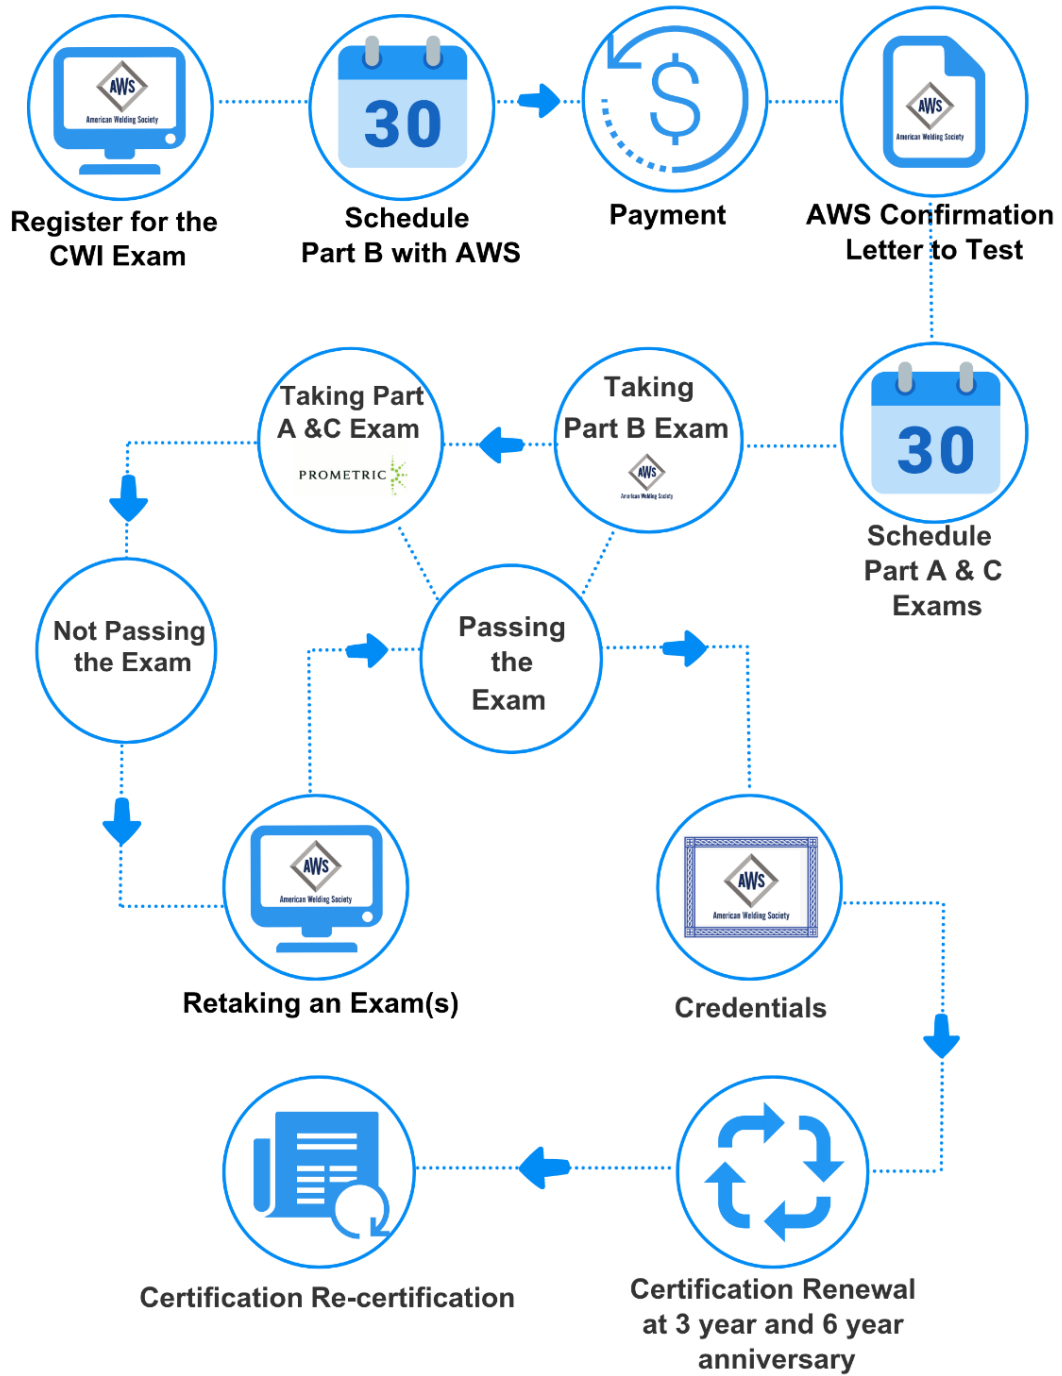 AWS
American Welding Society
Register for the
CWI Exam
30
Schedule
Part B with AWS
$
Payment
AWS
American Welding Society
AWS Confirmation
Letter to Test
30
Schedule
Part A & C
Exams
Taking
Part B Exam
AWS
American Welding Society
Taking Part
A &C Exam
PROMETRIC
Not Passing
the Exam
Passing
the
Exam
AWS
American Welding Society
Retaking an Exam(s)
AWS
American Welding Society
Credentials
Certification Renewal
at 3 year and 6 year
anniversary
Certification Re-certification